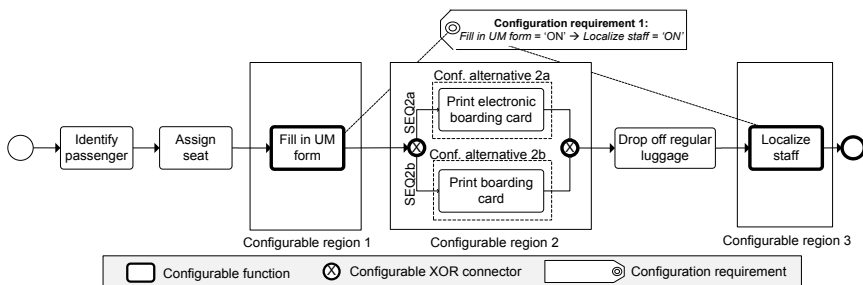 Configuration requirement 1:
Fill in UM form = 'ON' → Localize staff = 'ON'
Conf. alternative 2a
Print electronic
boarding card
SEQ2a
Identify
passenger
Assign
seat
Fill in UM
form
X
X
Drop off regular
luggage
Localize
staff
SEQ2b
Conf. alternative 2b
Print boarding
card
Configurable region 1
Configurable region 2
Configurable region 3
Configurable function
X
Configurable XOR connector
Configuration requirement